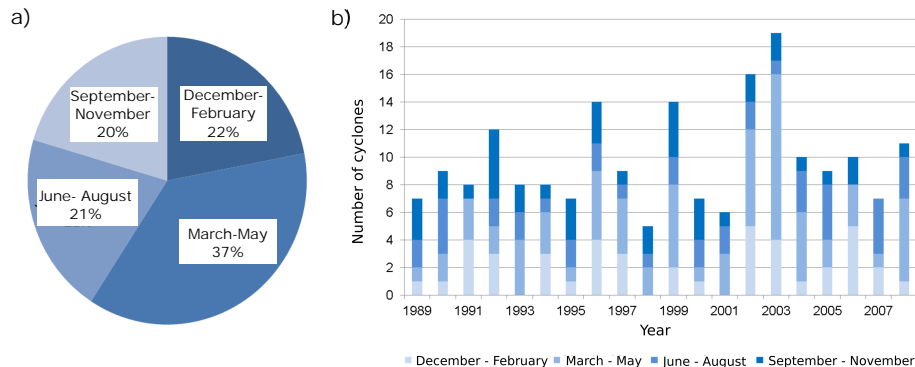 a)
September-
November
20%
December-
February
22%
June- August
21%
March-May
37%
b)
Number of cyclones
20
18
16
14
12
10
8
6
4
2
0
1989 1991 1993 1995 1997 1999 2001 2003 2005 2007
Year
December - February March - May June - August September - November